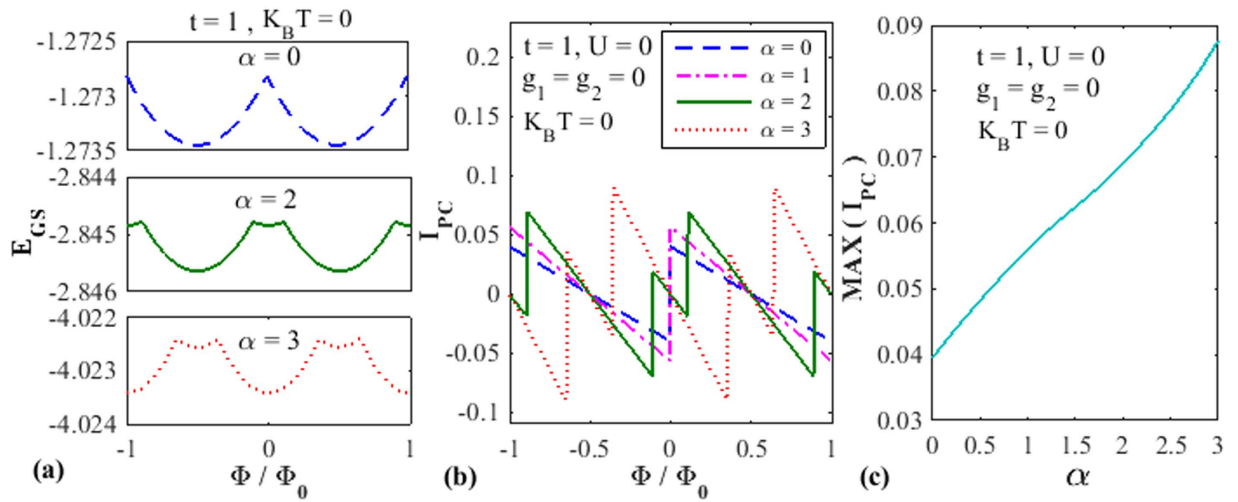 t = 1 , K_B T = 0
α = 0
E_GS
-1.2725
-1.273
-1.2735
α = 2
-2.844
-2.845
-2.846
α = 3
-4.022
-4.023
-4.024
-1 0 1
(a) Φ / Φ_0
t = 1, U = 0
g_1 = g_2 = 0
K_B T = 0
α = 0
α = 1
α = 2
α = 3
I_PC
0.2
0.1
0.05
0
-0.05
-0.1
-1 -0.5 0 0.5 1
(b) Φ / Φ_0
t = 1, U = 0
g_1 = g_2 = 0
K_B T = 0
MAX ( I_PC )
0.09
0.08
0.07
0.06
0.05
0.04
0.03
0 0.5 1 1.5 2 2.5 3
(c) α